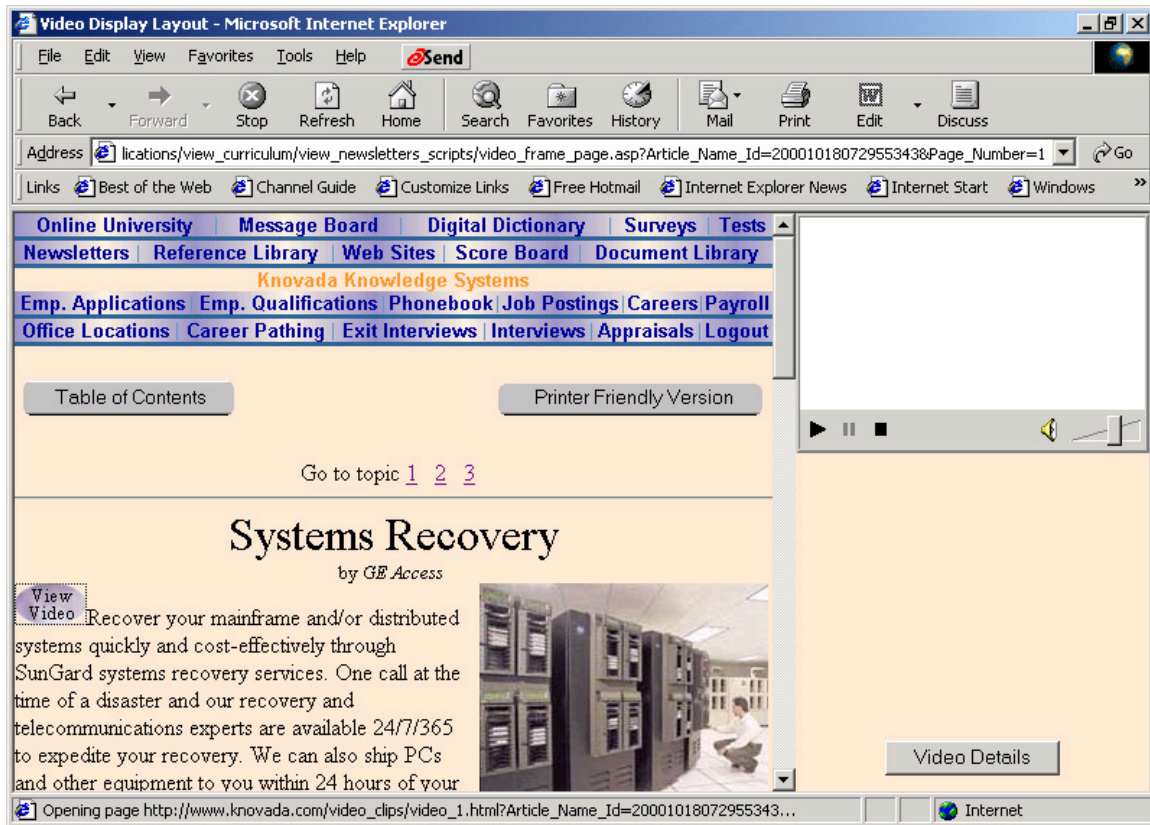 Video Display Layout - Microsoft Internet Explorer
File Edit View Favorites Tools Help eSend
Back Forward Stop Refresh Home Search Favorites History Mail Print Edit Discuss
Address lications/view_curriculum/view_newsletters_scripts/video_frame_page.asp?Article_Name_Id=20001018072955343&Page_Number=1 Go
Links Best of the Web Channel Guide Customize Links Free Hotmail Internet Explorer News Internet Start Windows »
Online University | Message Board | Digital Dictionary | Surveys | Tests
Newsletters | Reference Library | Web Sites | Score Board | Document Library
Knovada Knowledge Systems
Emp. Applications | Emp. Qualifications | Phonebook | Job Postings | Careers | Payroll
Office Locations | Career Pathing | Exit Interviews | Interviews | Appraisals | Logout
Table of Contents Printer Friendly Version
Go to topic 1 2 3
Systems Recovery
by GE Access
View
Video Recover your mainframe and/or distributed
systems quickly and cost-effectively through
SunGard systems recovery services. One call at the
time of a disaster and our recovery and
telecommunications experts are available 24/7/365
to expedite your recovery. We can also ship PCs
and other equipment to you within 24 hours of your
Video Details
Opening page http://www.knovada.com/video_clips/video_1.html?Article_Name_Id=20001018072955343... Internet